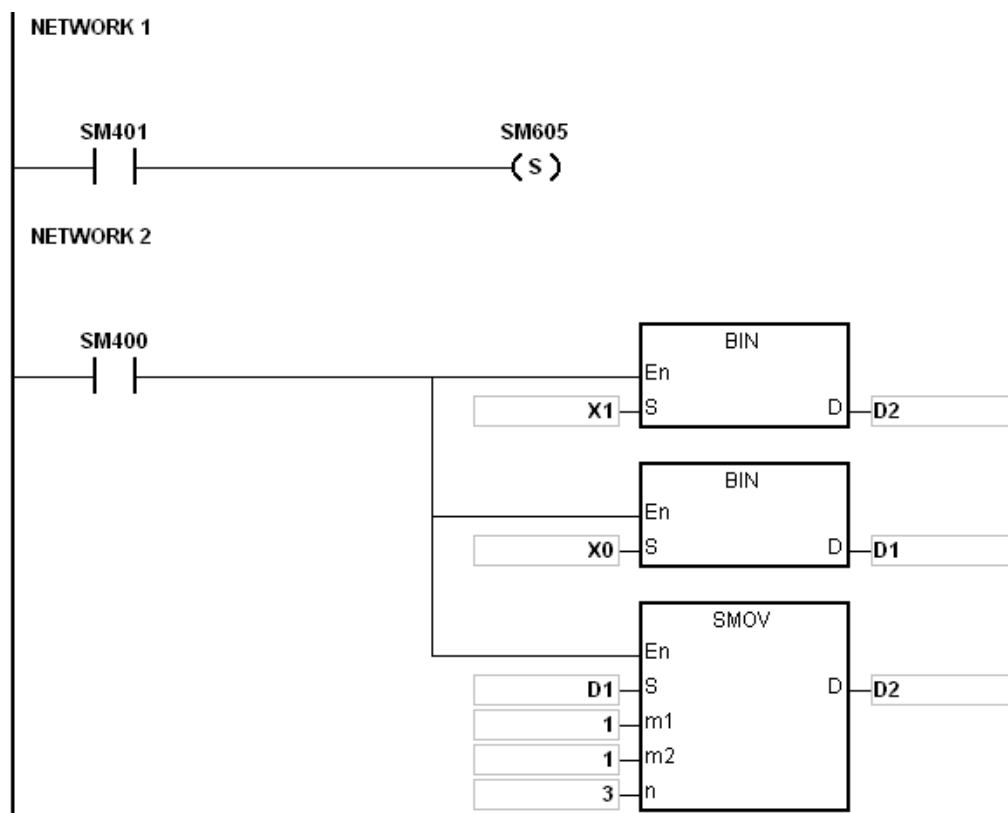 NETWORK 1
SM401 SM605
( S )
NETWORK 2
SM400
BIN
En
X1 S D D2
BIN
En
X0 S D D1
SMOV
En
D1 S D D2
1 m1
1 m2
3 n